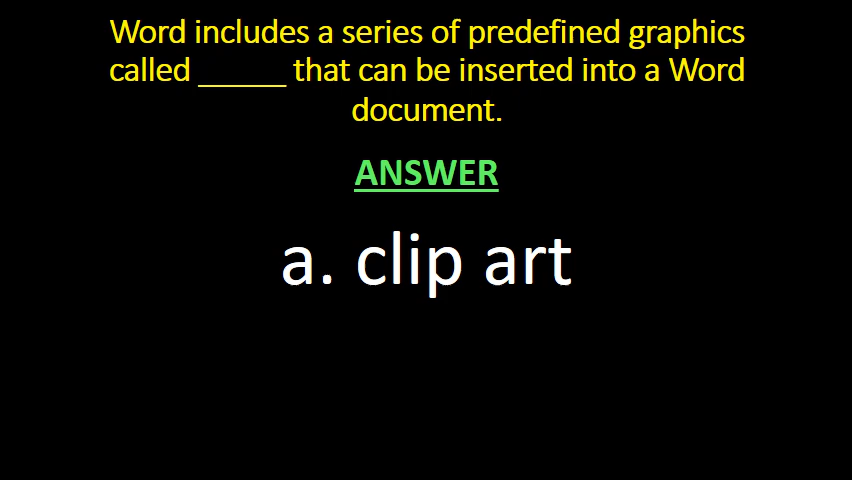 Word includes a series of predefined graphics
called _____ that can be inserted into a Word
document.
ANSWER
a. clip art